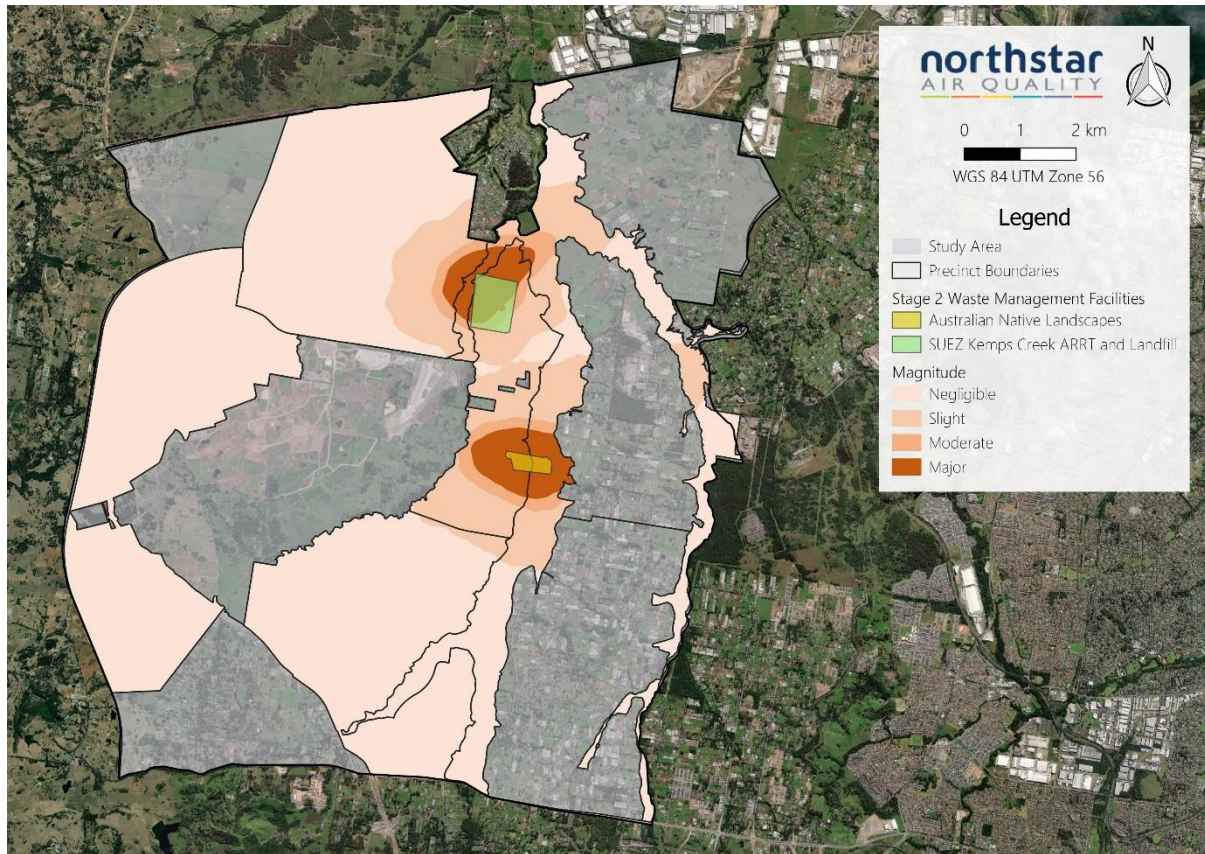 northstar
AIR QUALITY
N
0 1 2 km
WGS 84 UTM Zone 56
Legend
Study Area
Precinct Boundaries
Stage 2 Waste Management Facilities
Australian Native Landscapes
SUEZ Kemps Creek ARRT and Landfill
Magnitude
Negligible
Slight
Moderate
Major